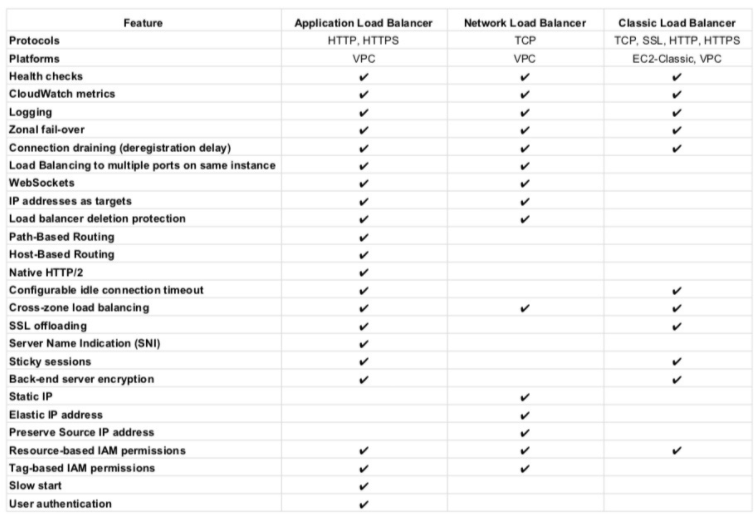 Feature Application Load Balancer Network Load Balancer Classic Load Balancer
Protocols HTTP, HTTPS TCP TCP, SSL, HTTP, HTTPS
Platforms VPC VPC EC2-Classic, VPC
Health checks ✔ ✔ ✔
CloudWatch metrics ✔ ✔ ✔
Logging ✔ ✔ ✔
Zonal fail-over ✔ ✔ ✔
Connection draining (deregistration delay) ✔ ✔ ✔
Load Balancing to multiple ports on same instance ✔ ✔
WebSockets ✔ ✔
IP addresses as targets ✔ ✔
Load balancer deletion protection ✔ ✔
Path-Based Routing ✔
Host-Based Routing ✔
Native HTTP/2 ✔
Configurable idle connection timeout ✔ ✔
Cross-zone load balancing ✔ ✔ ✔
SSL offloading ✔ ✔
Server Name Indication (SNI) ✔
Sticky sessions ✔ ✔
Back-end server encryption ✔ ✔
Static IP ✔
Elastic IP address ✔
Preserve Source IP address ✔
Resource-based IAM permissions ✔ ✔ ✔
Tag-based IAM permissions ✔ ✔
Slow start ✔
User authentication ✔